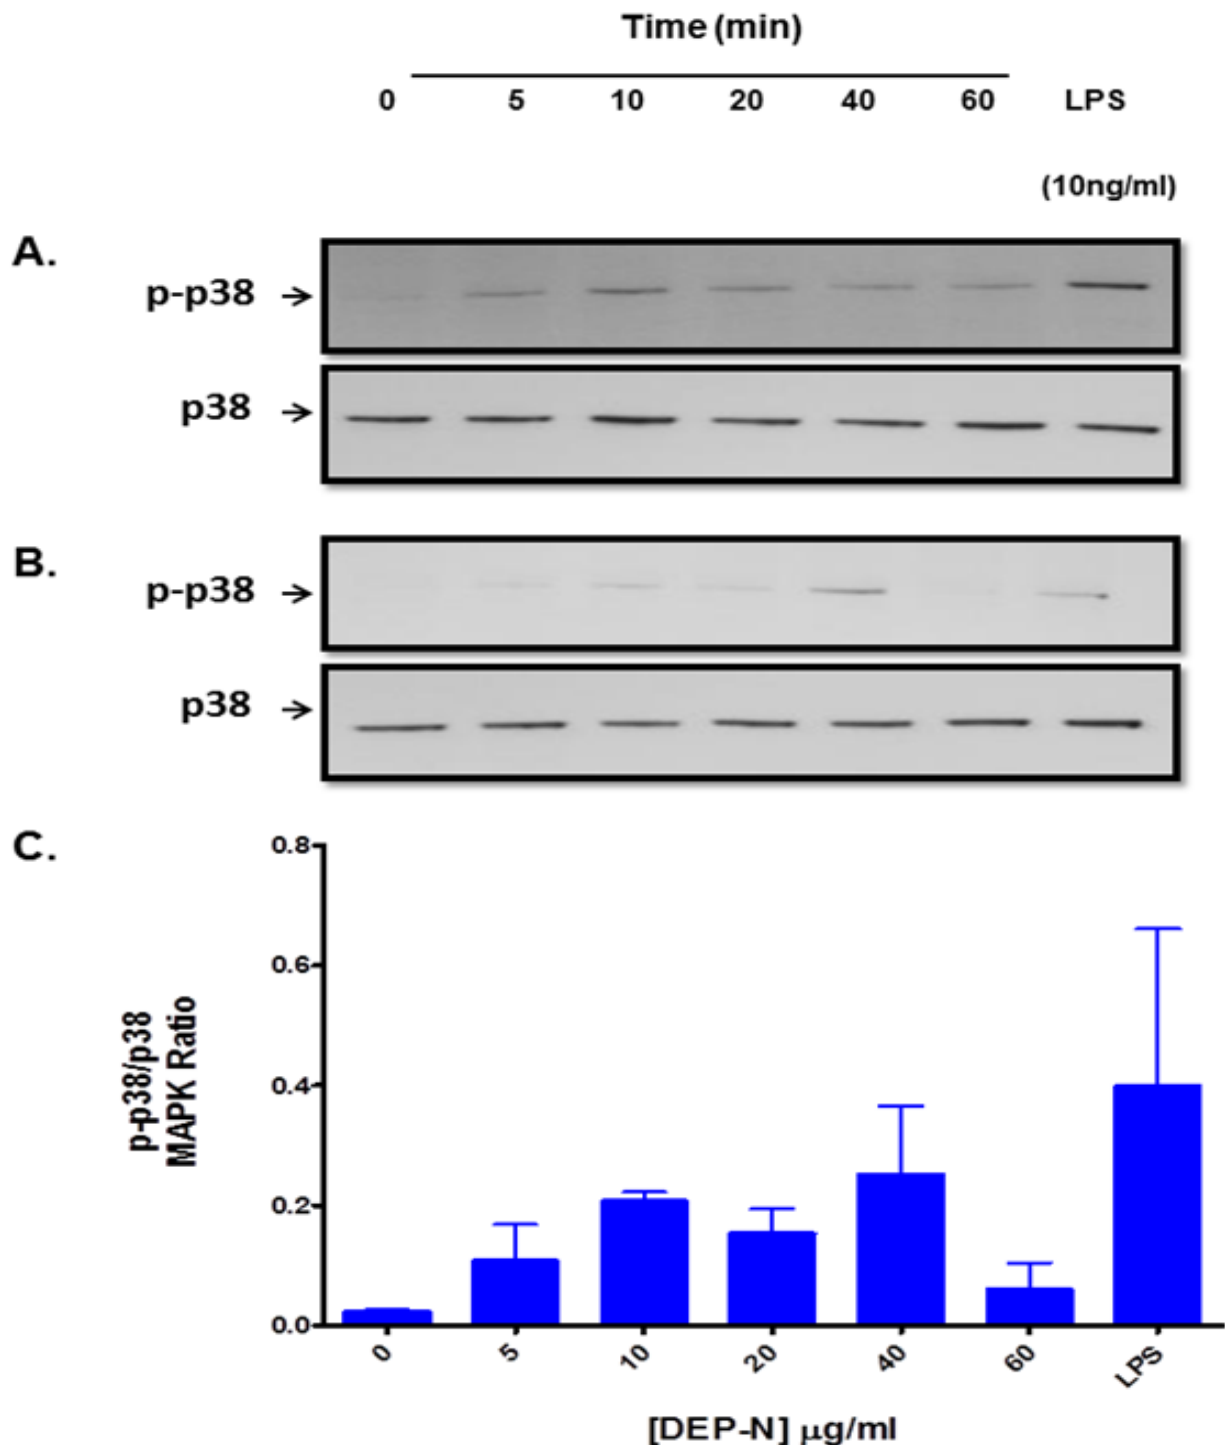 Time (min)
0 5 10 20 40 60 LPS
(10ng/ml)
A.
p-p38 →
p38 →
B.
p-p38 →
p38 →
C.
0.8
0.6
0.4
0.2
0.0
p-p38/p38
MAPK Ratio
0 5 10 20 40 60 LPS
[DEP-N] μg/ml